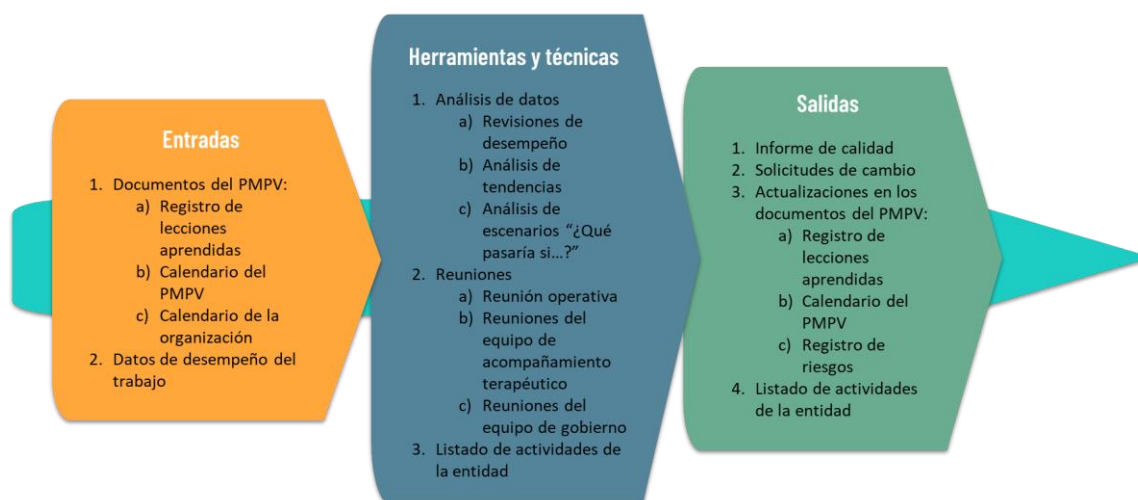 Entradas
1. Documentos del PMPV:
a) Registro de
lecciones
aprendidas
b) Calendario del
PMPV
c) Calendario de la
organización
2. Datos de desempeño del
trabajo
Herramientas y técnicas
1. Análisis de datos
a) Revisiones de
desempeño
b) Análisis de
tendencias
c) Análisis de
escenarios “¿Qué
pasaría si...?”
2. Reuniones
a) Reunión operativa
b) Reuniones del
equipo de
acompañamiento
terapéutico
c) Reuniones del
equipo de gobierno
3. Listado de actividades de
la entidad
Salidas
1. Informe de calidad
2. Solicitudes de cambio
3. Actualizaciones en los
documentos del PMPV:
a) Registro de
lecciones
aprendidas
b) Calendario del
PMPV
c) Registro de
riesgos
4. Listado de actividades
de la entidad